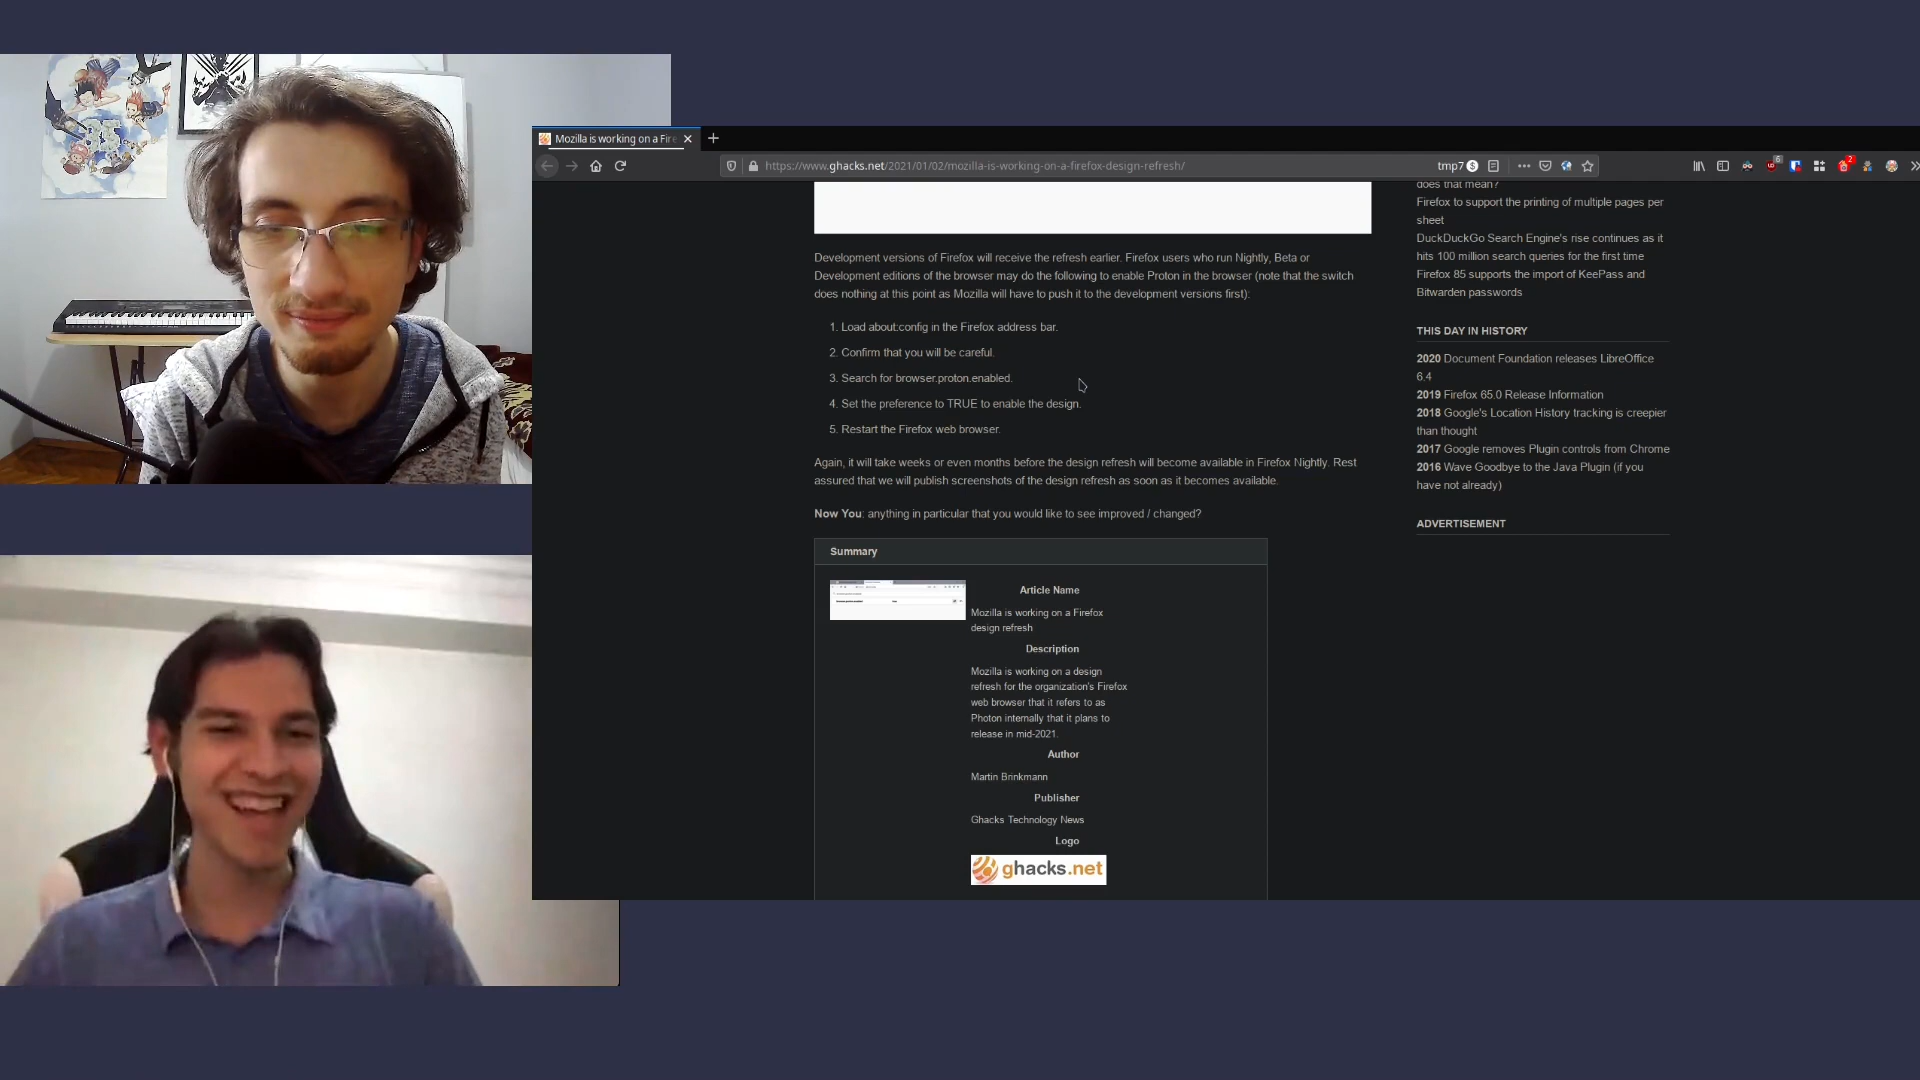 Mozilla is working on a Fire
https://www.ghacks.net/2021/01/02/mozilla-is-working-on-a-firefox-design-refresh/
tmp7
6
2
Development versions of Firefox will receive the refresh earlier. Firefox users who run Nightly, Beta or
Development editions of the browser may do the following to enable Proton in the browser (note that the switch
does nothing at this point as Mozilla will have to push it to the development versions first):
1. Load about:config in the Firefox address bar.
2. Confirm that you will be careful.
3. Search for browser.proton.enabled.
4. Set the preference to TRUE to enable the design.
5. Restart the Firefox web browser.
Again, it will take weeks or even months before the design refresh will become available in Firefox Nightly. Rest
assured that we will publish screenshots of the design refresh as soon as it becomes available.
Now You: anything in particular that you would like to see improved / changed?
Summary
Article Name
Mozilla is working on a Firefox
design refresh
Description
Mozilla is working on a design
refresh for the organization's Firefox
web browser that it refers to as
Photon internally that it plans to
release in mid-2021.
Author
Martin Brinkmann
Publisher
Ghacks Technology News
Logo
ghacks.net
does that mean?
Firefox to support the printing of multiple pages per
sheet
DuckDuckGo Search Engine's rise continues as it
hits 100 million search queries for the first time
Firefox 85 supports the import of KeePass and
Bitwarden passwords
THIS DAY IN HISTORY
2020 Document Foundation releases LibreOffice
6.4
2019 Firefox 65.0 Release Information
2018 Google's Location History tracking is creepier
than thought
2017 Google removes Plugin controls from Chrome
2016 Wave Goodbye to the Java Plugin (if you
have not already)
ADVERTISEMENT